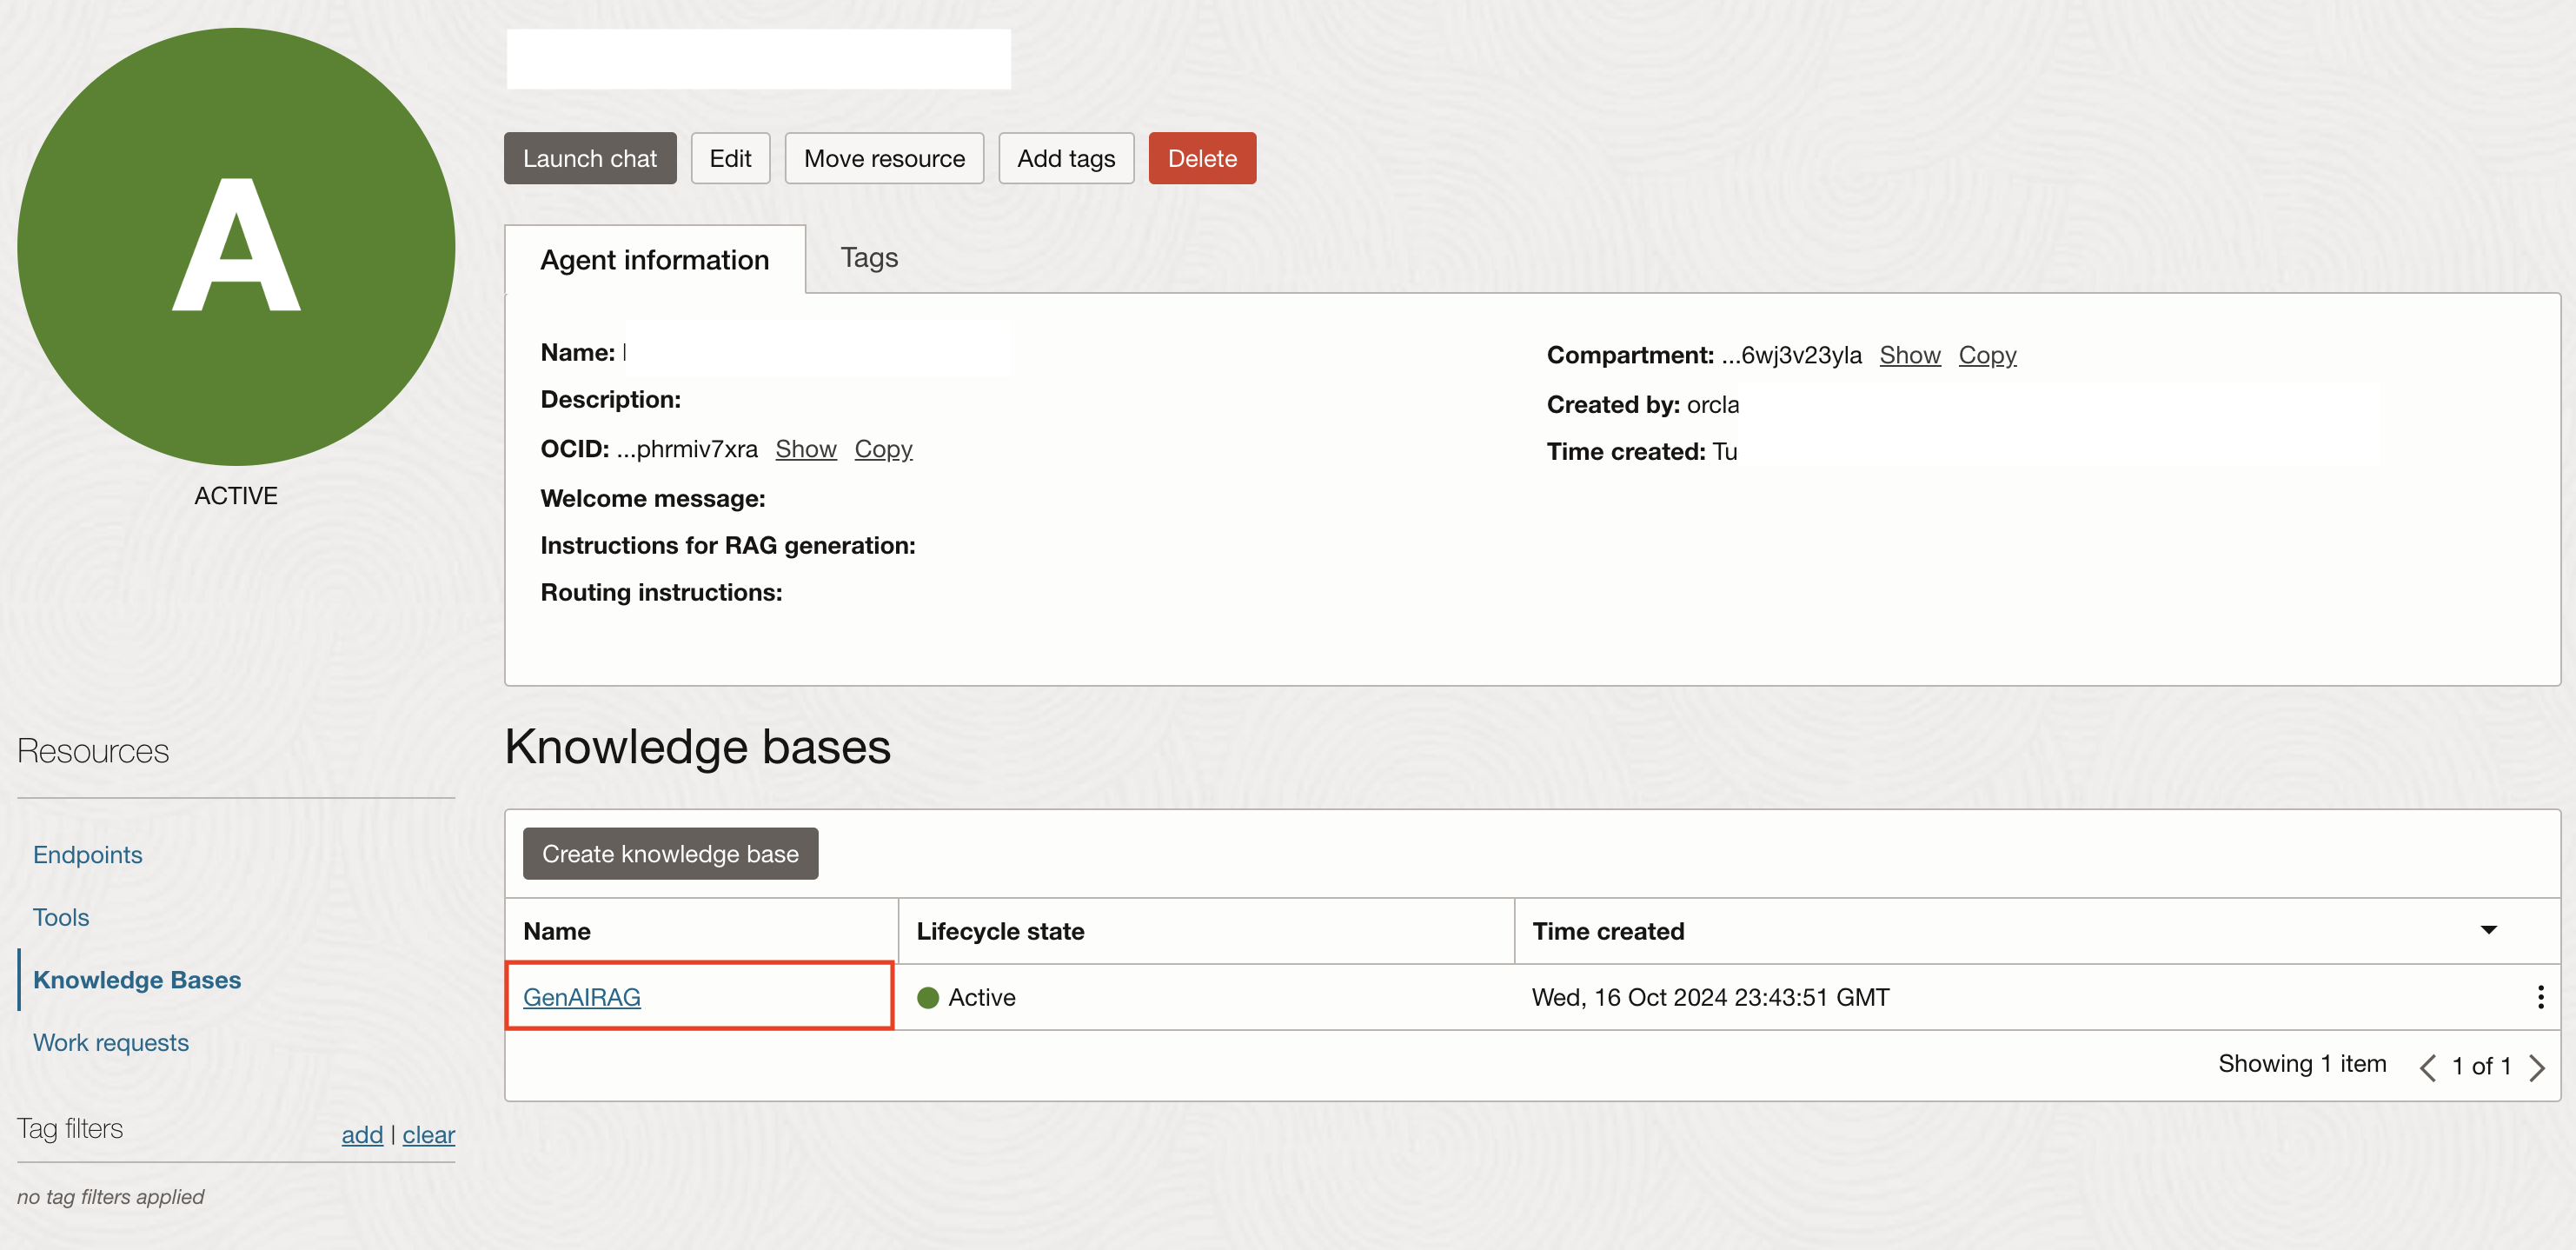 A
ACTIVE
Launch chat Edit Move resource Add tags Delete
Agent information Tags
Name:
Description:
OCID: ...phrmiv7xra Show Copy
Welcome message:
Instructions for RAG generation:
Routing instructions:
Compartment: ...6wj3v23yla Show Copy
Created by: orcla
Time created: Tu
Resources
Endpoints
Tools
Knowledge Bases
Work requests
Tag filters add | clear
no tag filters applied
Knowledge bases
Create knowledge base
Name Lifecycle state Time created
GenAIRAG Active Wed, 16 Oct 2024 23:43:51 GMT
Showing 1 item 1 of 1